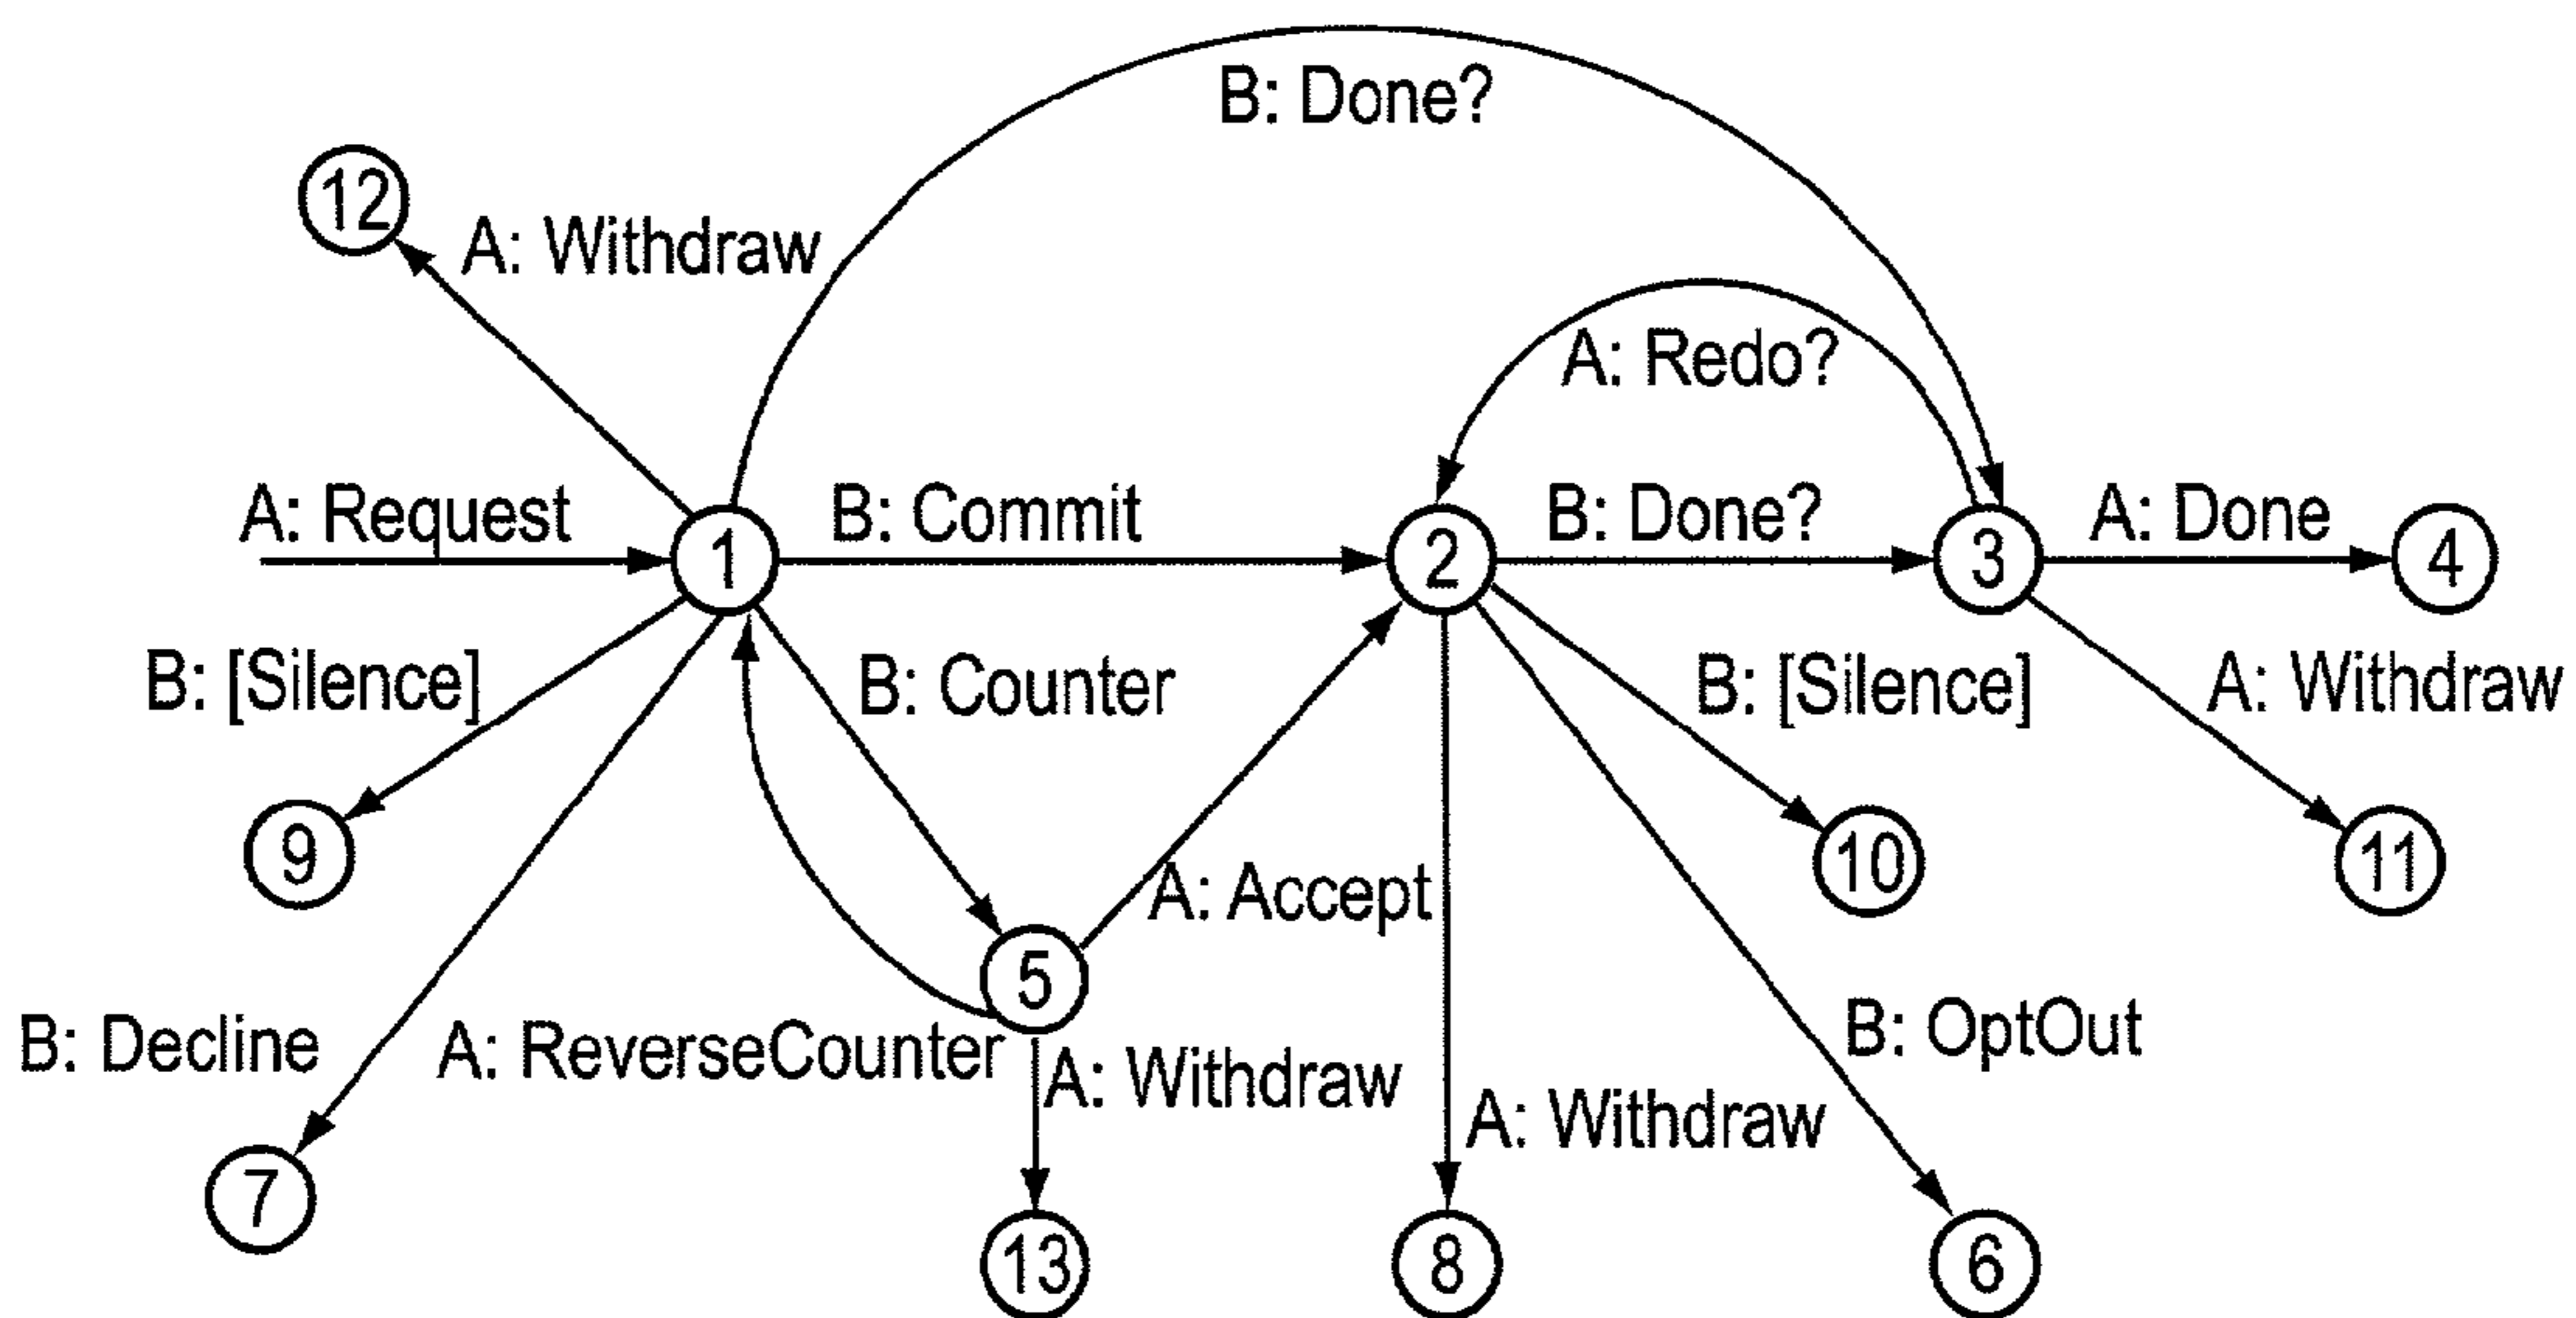 B: Done?
12
A: Withdraw
A: Redo?
A: Request
B: Commit
B: Done?
A: Done
1
2
3
4
B: [Silence]
B: Counter
B: [Silence]
A: Withdraw
9
A: Accept
10
11
5
B: Decline
A: ReverseCounter
A: Withdraw
A: Withdraw
B: OptOut
7
13
8
6